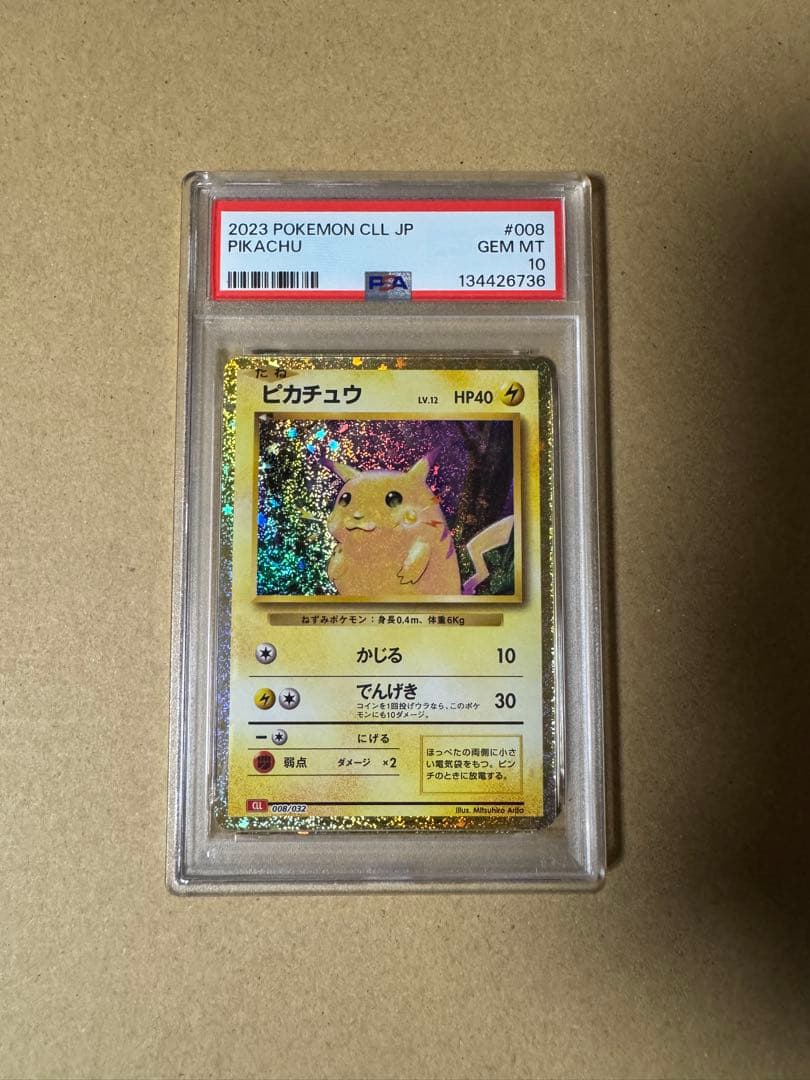 2023 POKEMON CLL JP #008
PIKACHU GEM MT
10
PSA 134426736
たね
ピカチュウ LV.12 HP40
ねずみポケモン：身長0.4m、体重6Kg
かじる 10
でんげき 30
コインを1回投げウラなら、このポケ
モンにも10ダメージ。
にげる
弱点 ダメージ ×2
ほっぺたの両側に小さ
い電気袋をもつ。ピン
チのときに放電する。
CLL 008/032 Illus. Mitsuhiro Arita